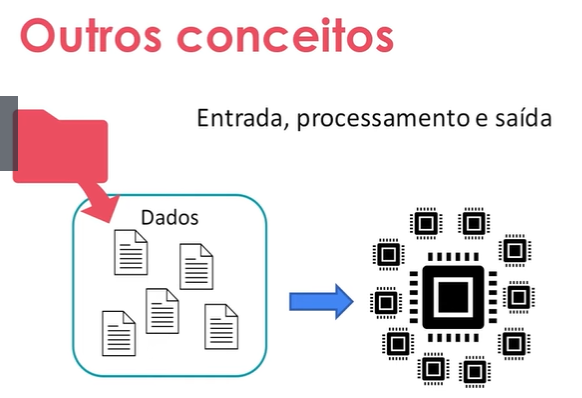 Outros conceitos
Entrada, processamento e saída
Dados